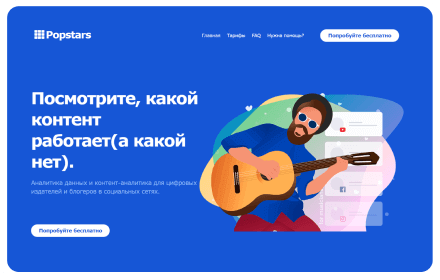 Popstars
Главная Тарифы FAQ Нужна помощь? Попробуйте бесплатно
Посмотрите, какой
контент
работает(а какой
нет).
Аналитика данных и контент-аналитика для цифровых
издателей и блогеров в социальных сетях.
Попробуйте бесплатно